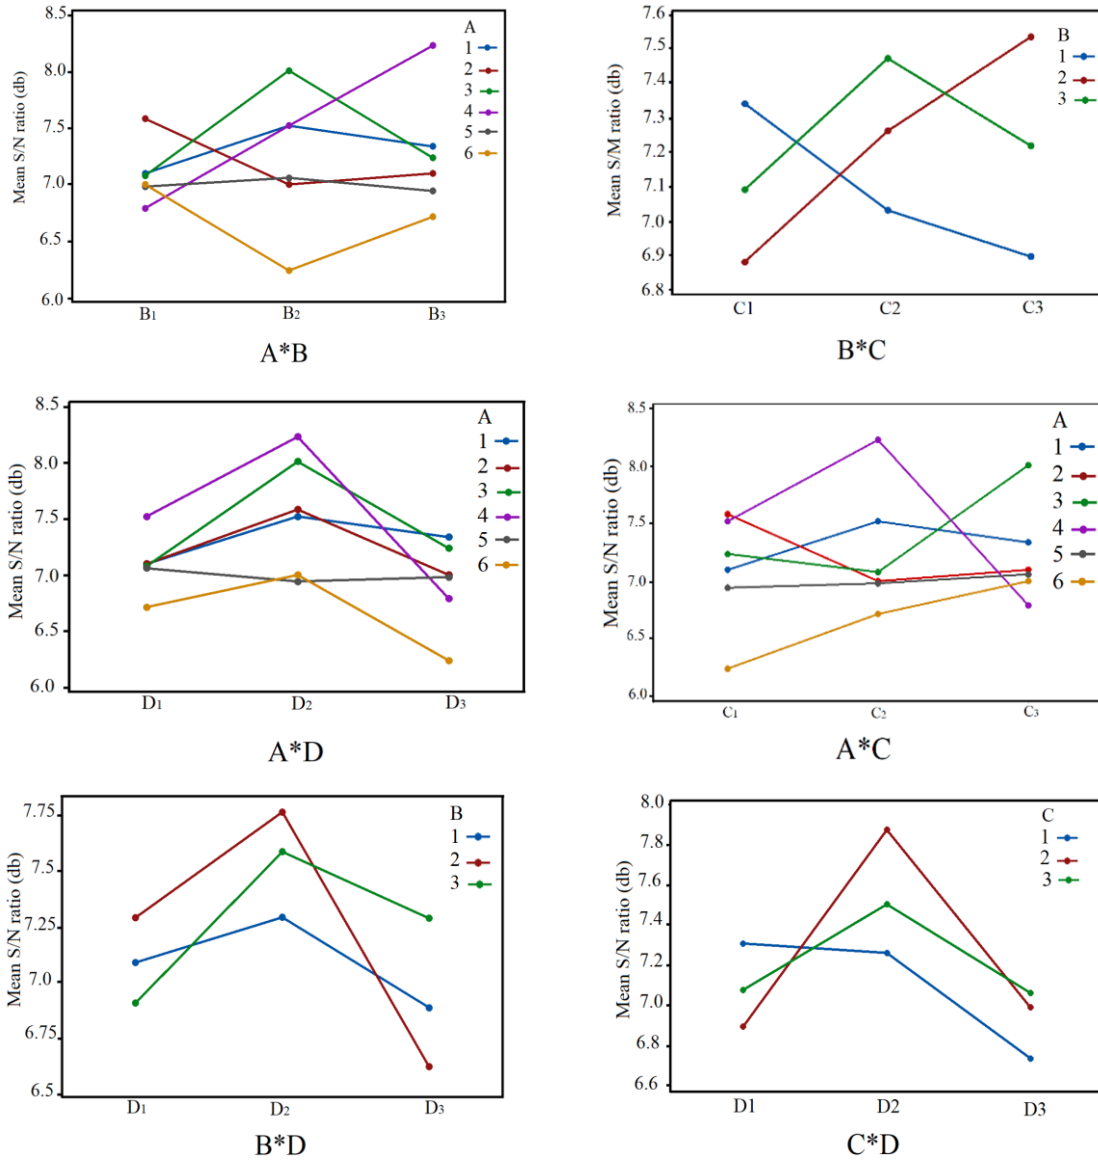 Mean S/N ratio (db)
8.5
8.0
7.5
7.0
6.5
6.0
A
1
2
3
4
5
6
B1
B2
B3
A*B
Mean S/M ratio (db)
7.6
7.5
7.4
7.3
7.2
7.1
7.0
6.9
6.8
B
1
2
3
C1
C2
C3
B*C
Mean S/N ratio (db)
8.5
8.0
7.5
7.0
6.5
6.0
A
1
2
3
4
5
6
D1
D2
D3
A*D
Mean S/N ratio (db)
8.5
8.0
7.5
7.0
6.5
6.0
A
1
2
3
4
5
6
C1
C2
C3
A*C
Mean S/N ratio (db)
7.75
7.5
7.25
7.0
6.75
6.5
B
1
2
3
D1
D2
D3
B*D
Mean S/N ratio (db)
8.0
7.8
7.6
7.4
7.2
7.0
6.8
6.6
C
1
2
3
D1
D2
D3
C*D